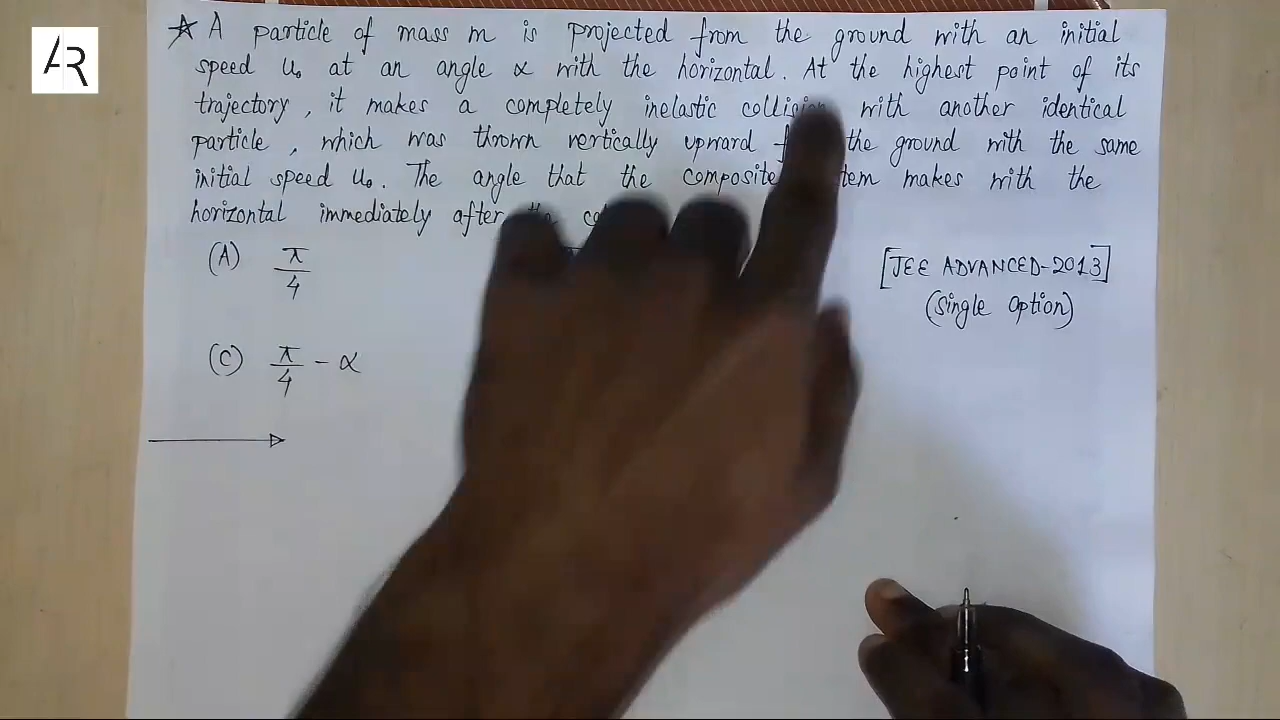 AR
☆ A particle of mass m is projected from the ground with an initial
speed u₀ at an angle α with the horizontal. At the highest point of its
trajectory, it makes a completely inelastic collision with another identical
particle, which was thrown vertically upward the ground with the same
initial speed u₀. The angle that the composite makes with the
horizontal immediately after the
(A) π/4
[JEE ADVANCED-2013]
(Single Option)
(C) π/4 - α